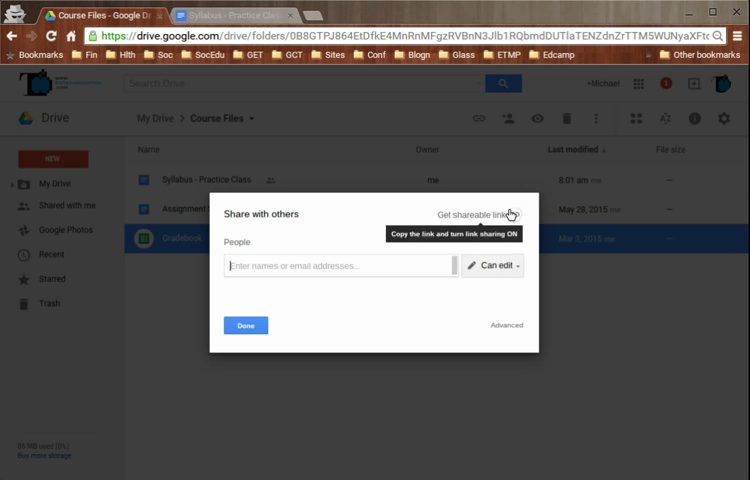 Course Files - Google Dr
Syllabus - Practice Clas
https://drive.google.com/drive/folders/0B8GTPJ864EtDfkE4MnRnMFgzRVBnN3Jlb1RQbmdDUTlaTENZdnZrTTM5WUNyaXFt
Bookmarks Fin Hlth Soc SocEdu GET GCT Sites Conf Blogn Glass ETMP Edcamp Other bookmarks
Search Drive
+Michael
Drive
My Drive > Course Files
NEW
My Drive
Shared with me
Google Photos
Recent
Starred
Trash
96 MB used (0%)
Buy more storage
Name Owner Last modified File size
Syllabus - Practice Class me 8:01 am me —
Assignment May 28, 2015 me —
Gradebook Mar 3, 2015 me —
Share with others
Get shareable link
Copy the link and turn link sharing ON
People
Enter names or email addresses...
Can edit
Done
Advanced